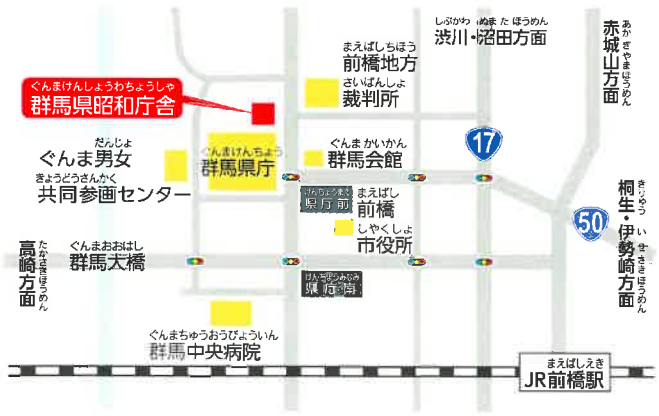 しぶかわ ぬまた ほうめん
渋川・沼田方面
あかぎやまほうめん
赤城山方面
まえばしちほう
前橋地方
さいばんしょ
裁判所
ぐんまけんしょうわちょうしゃ
群馬県昭和庁舎
17
だんじょ
ぐんま男女
きょうどうさんかく
共同参画センター
ぐんまけんちょう
群馬県庁
ぐんまかいかん
群馬会館
けんちょうまえ
県庁前
まえばし
前橋
しやくしょ
市役所
50
きりゅう いせさきほうめん
桐生・伊勢崎方面
たかさきほうめん
高崎方面
ぐんまおおはし
群馬大橋
けんちょうみなみ
県庁南
ぐんまちゅうおうびょういん
群馬中央病院
まえばしえき
JR前橋駅